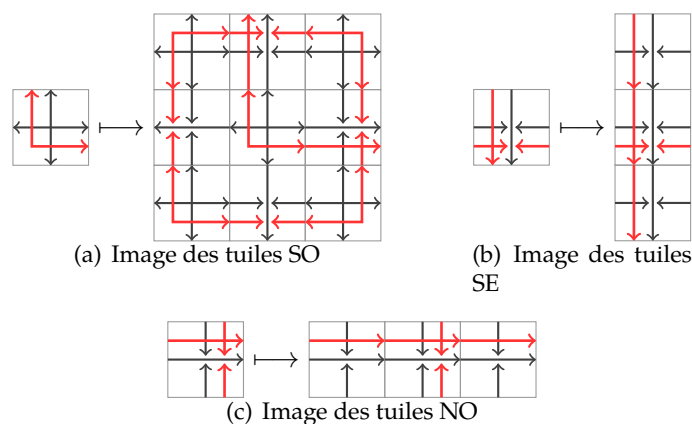 (a) Image des tuiles SO
(b) Image des tuiles
SE
(c) Image des tuiles NO